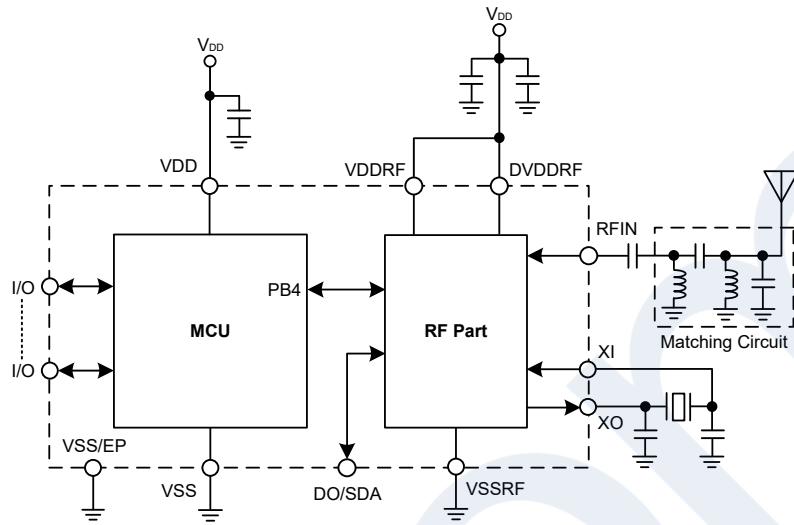 VDD
VDD
VDD
VDDRF
DVDDRF
RFIN
I/O
PB4
MCU
RF Part
Matching Circuit
XI
I/O
XO
VSS/EP
VSS
DO/SDA
VSSRF